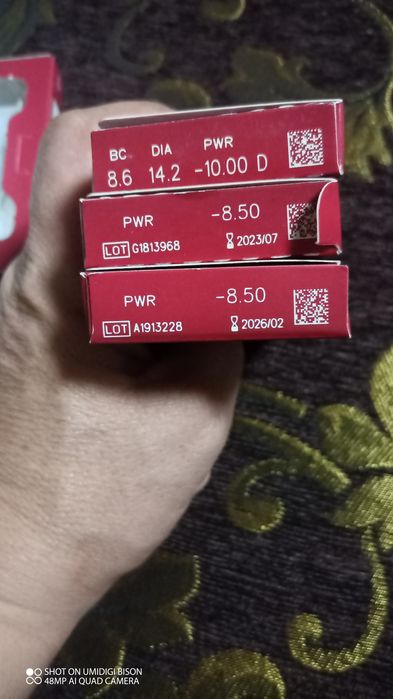 BC DIA PWR
8.6 14.2 -10.00 D
PWR -8.50
LOT G1813968 2023/07
PWR -8.50
LOT A1913228 2026/02
SHOT ON UMIDIGI BISON
48MP AI QUAD CAMERA